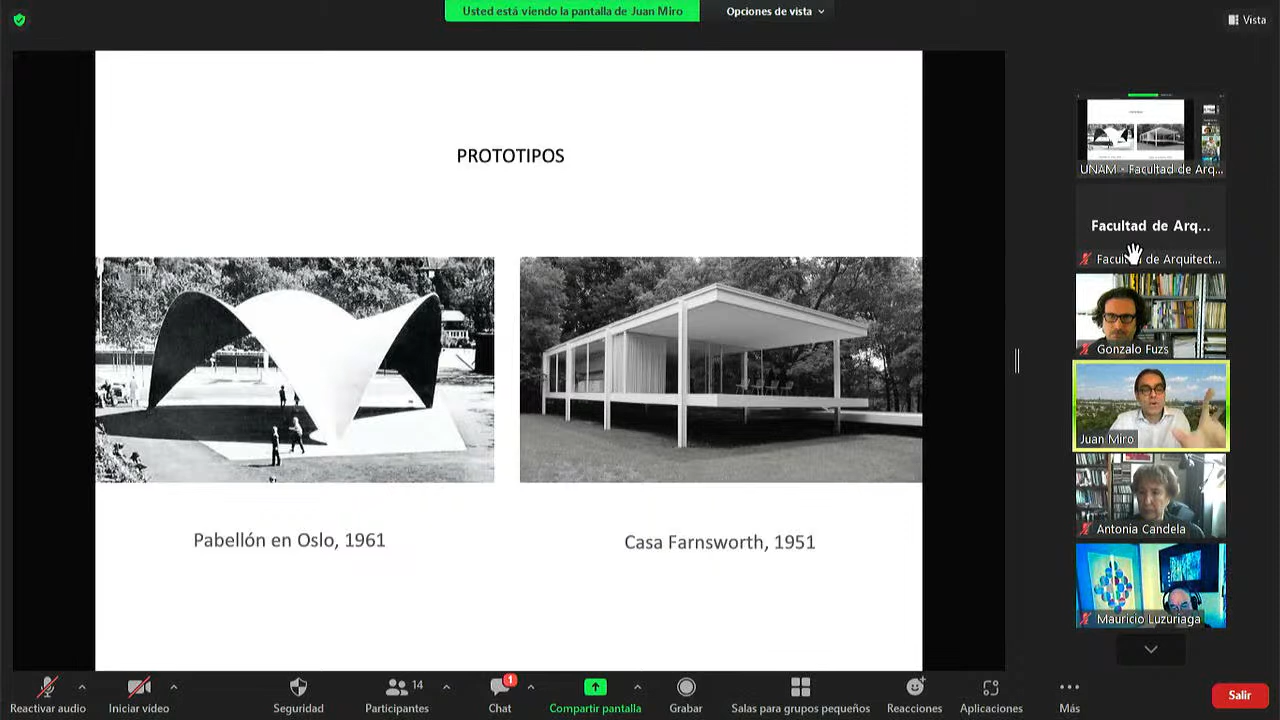 Usted está viendo la pantalla de Juan Miro
Opciones de vista
Vista
PROTOTIPOS
Pabellón en Oslo, 1961
Casa Farnsworth, 1951
UNAM - Facultad de Arq...
Facultad de Arq...
Facultad de Arquitect...
Gonzalo Fuzs
Juan Miro
Antonia Candela
Mauricio Luzuriaga
Reactivar audio
Iniciar video
Seguridad
14
Participantes
1
Chat
Compartir pantalla
Grabar
Salas para grupos pequeños
Reacciones
Aplicaciones
Más
Salir